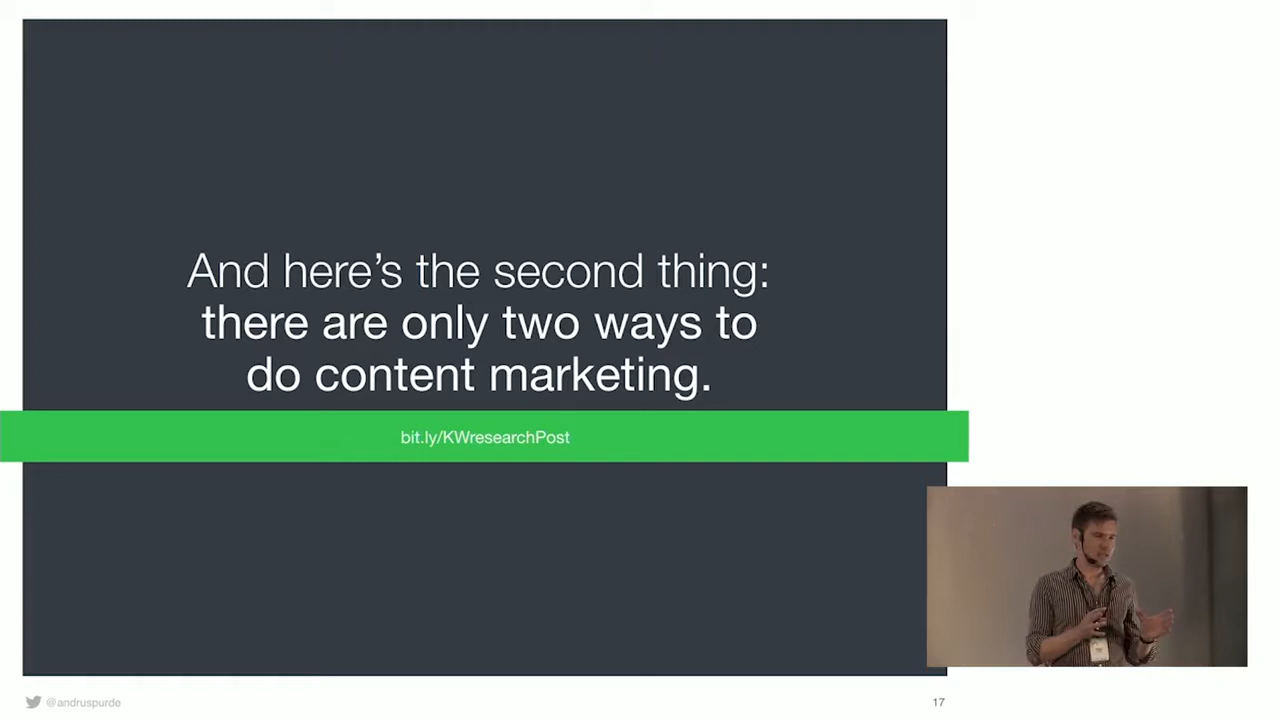 And here’s the second thing:
there are only two ways to
do content marketing.
bit.ly/KWresearchPost
@andruspurde
17